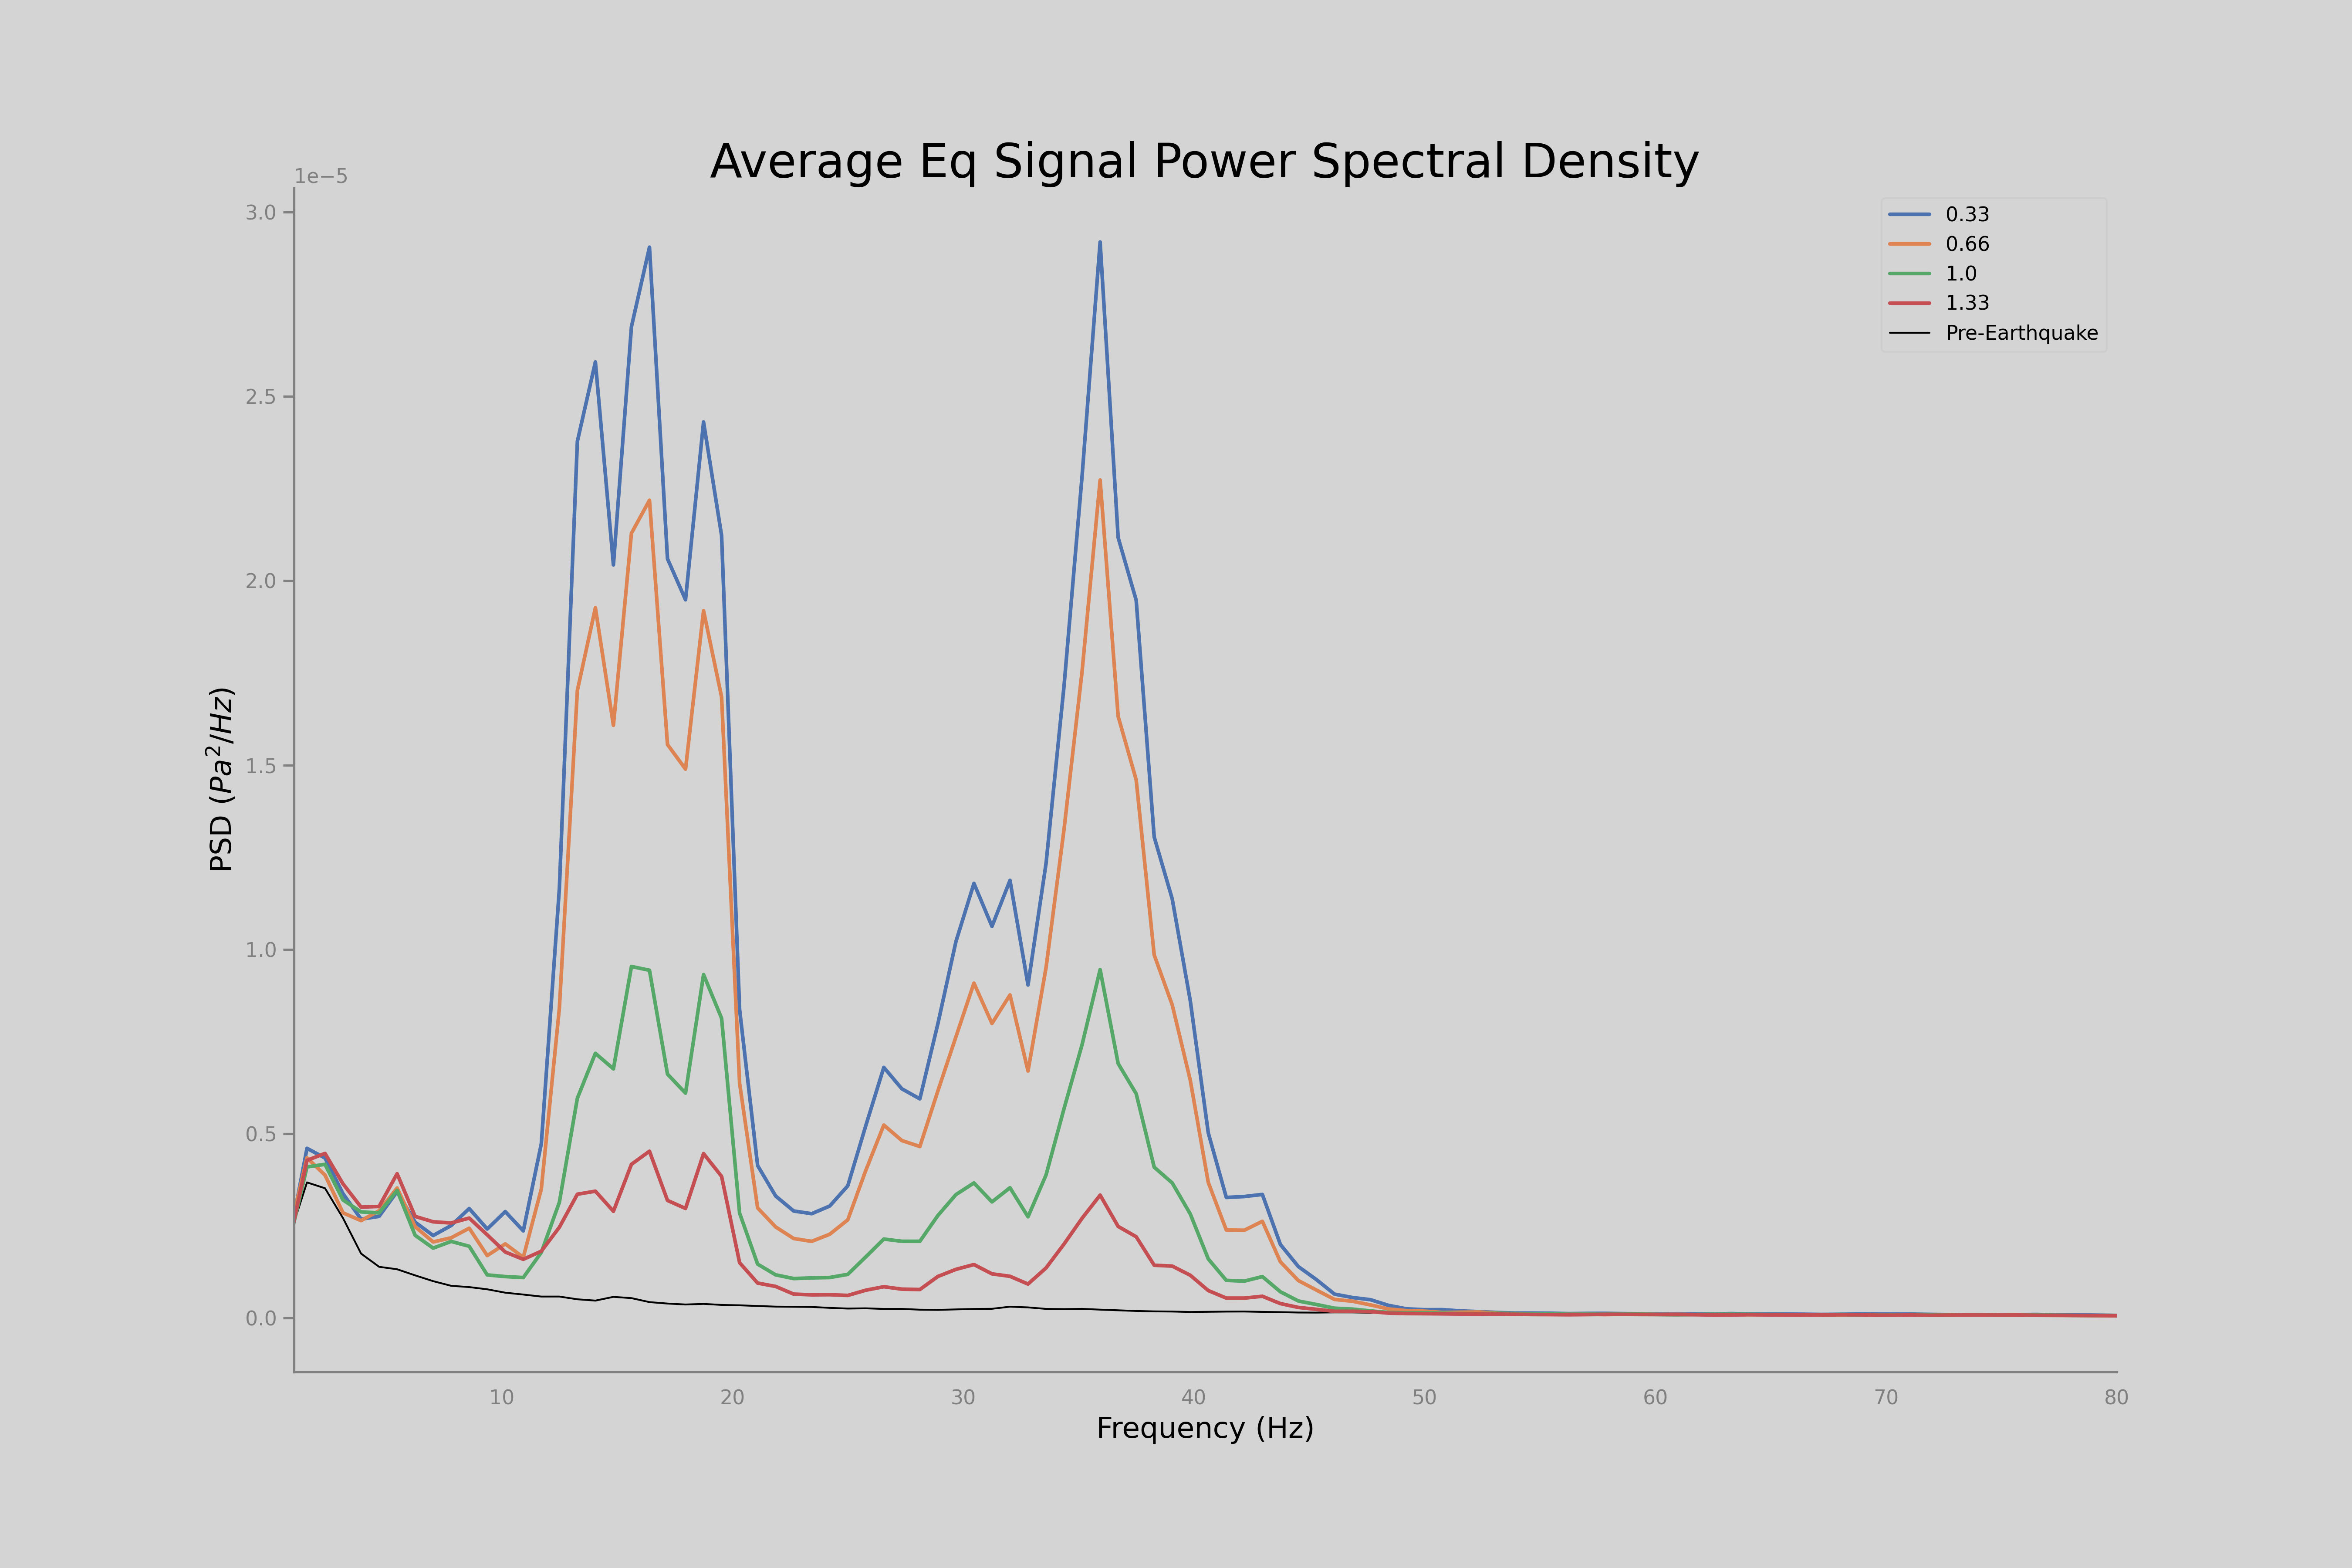 Average Eq Signal Power Spectral Density
1e−5
3.0
2.5
2.0
1.5
1.0
0.5
0.0
PSD (Pa²/Hz)
0.33
0.66
1.0
1.33
Pre-Earthquake
10 20 30 40 50 60 70 80
Frequency (Hz)